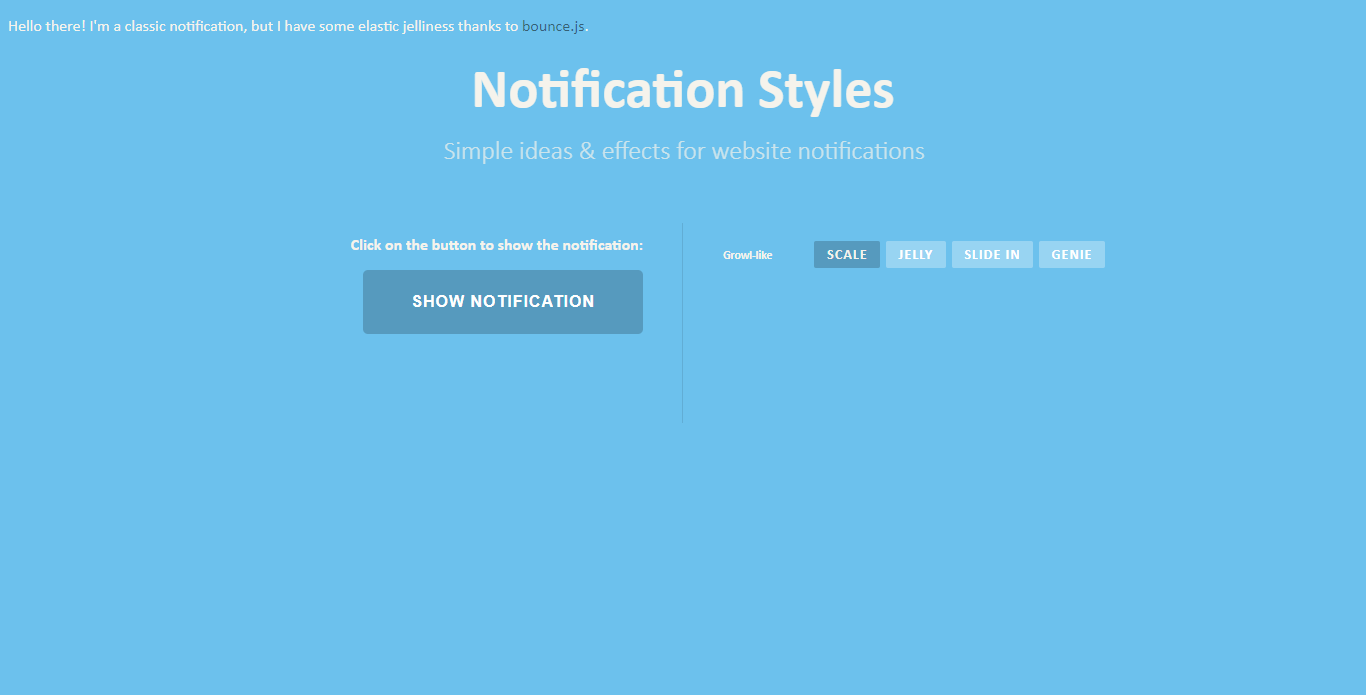 Hello there! I'm a classic notification, but I have some elastic jelliness thanks to bounce.js.
Notification Styles
Simple ideas & effects for website notifications
Click on the button to show the notification:
SHOW NOTIFICATION
Growl-like
SCALE
JELLY
SLIDE IN
GENIE